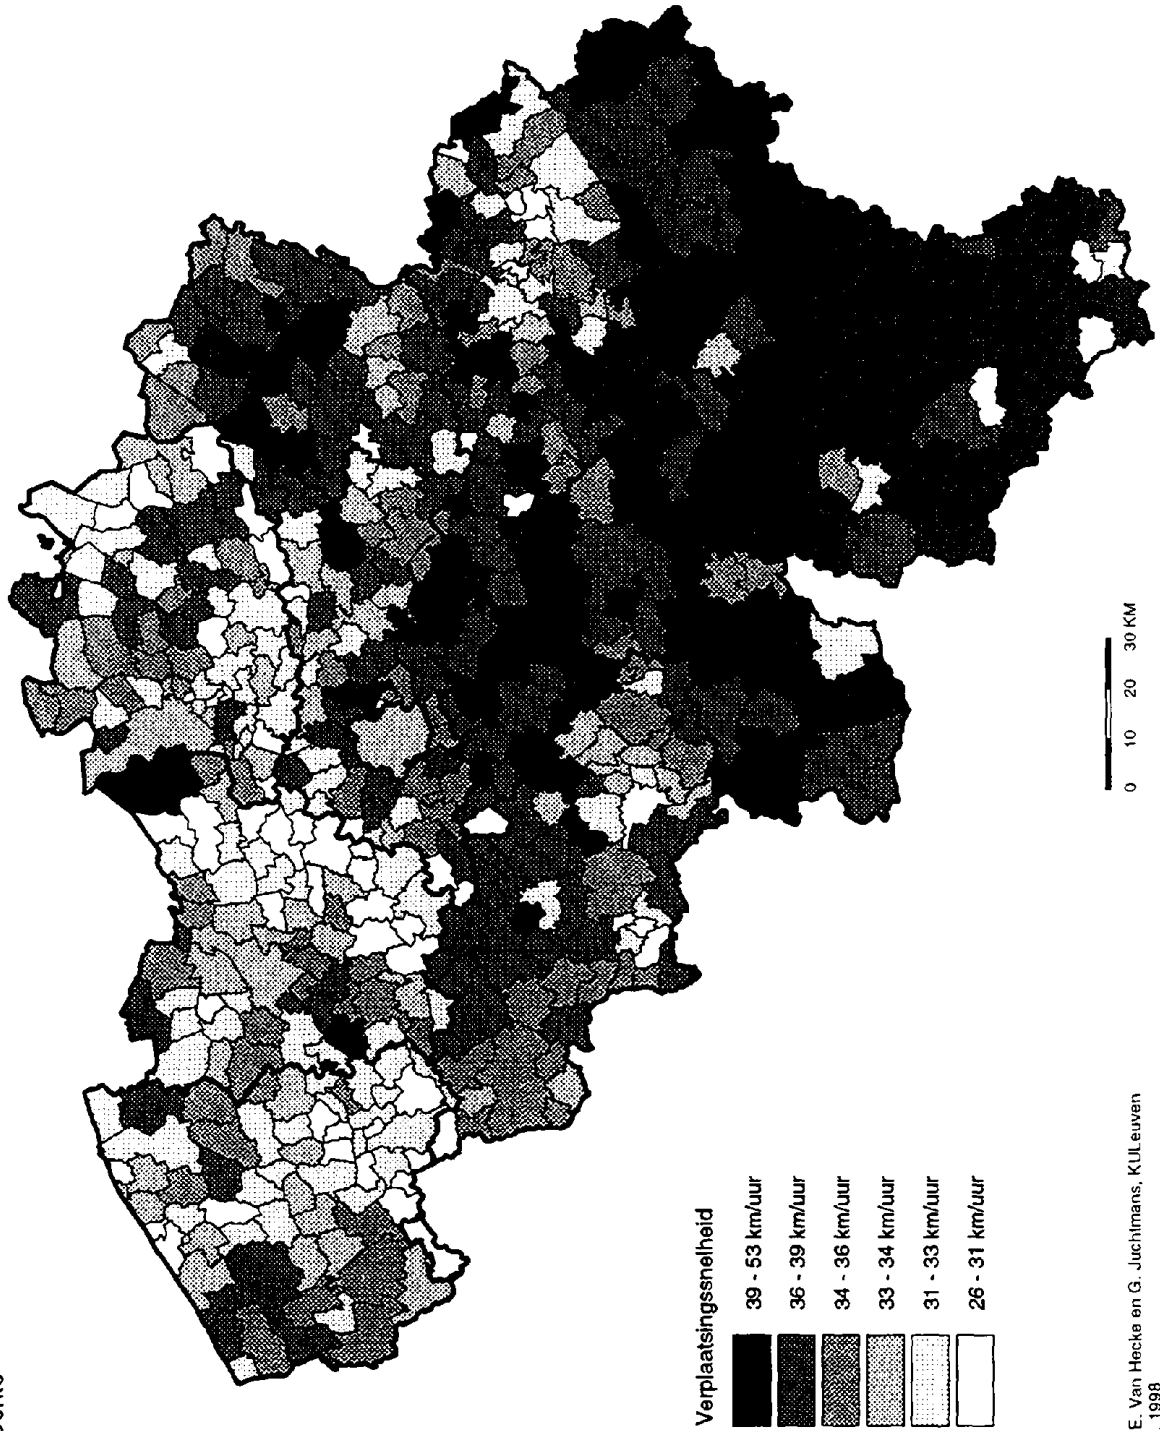 Verplaatsingssnelheid
39 - 53 km/uur
36 - 39 km/uur
34 - 36 km/uur
33 - 34 km/uur
31 - 33 km/uur
26 - 31 km/uur
0 10 20 30 KM
E. Van Hecke en G. Juchtmans, KULeuven
, 1998